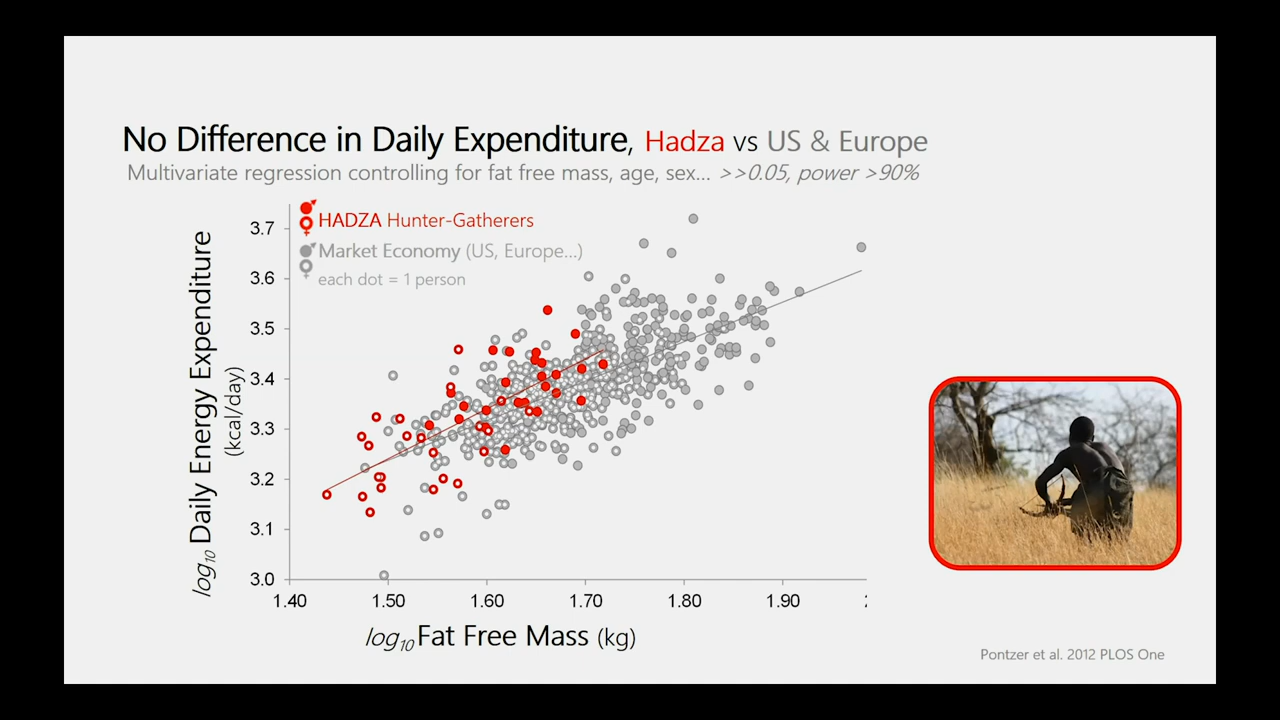 No Difference in Daily Expenditure, Hadza vs US & Europe
Multivariate regression controlling for fat free mass, age, sex... >>0.05, power >90%
HADZA Hunter-Gatherers
Market Economy (US, Europe...)
each dot = 1 person
log10 Daily Energy Expenditure
(kcal/day)
3.7
3.6
3.5
3.4
3.3
3.2
3.1
3.0
1.40 1.50 1.60 1.70 1.80 1.90
log10 Fat Free Mass (kg)
Pontzer et al. 2012 PLOS One